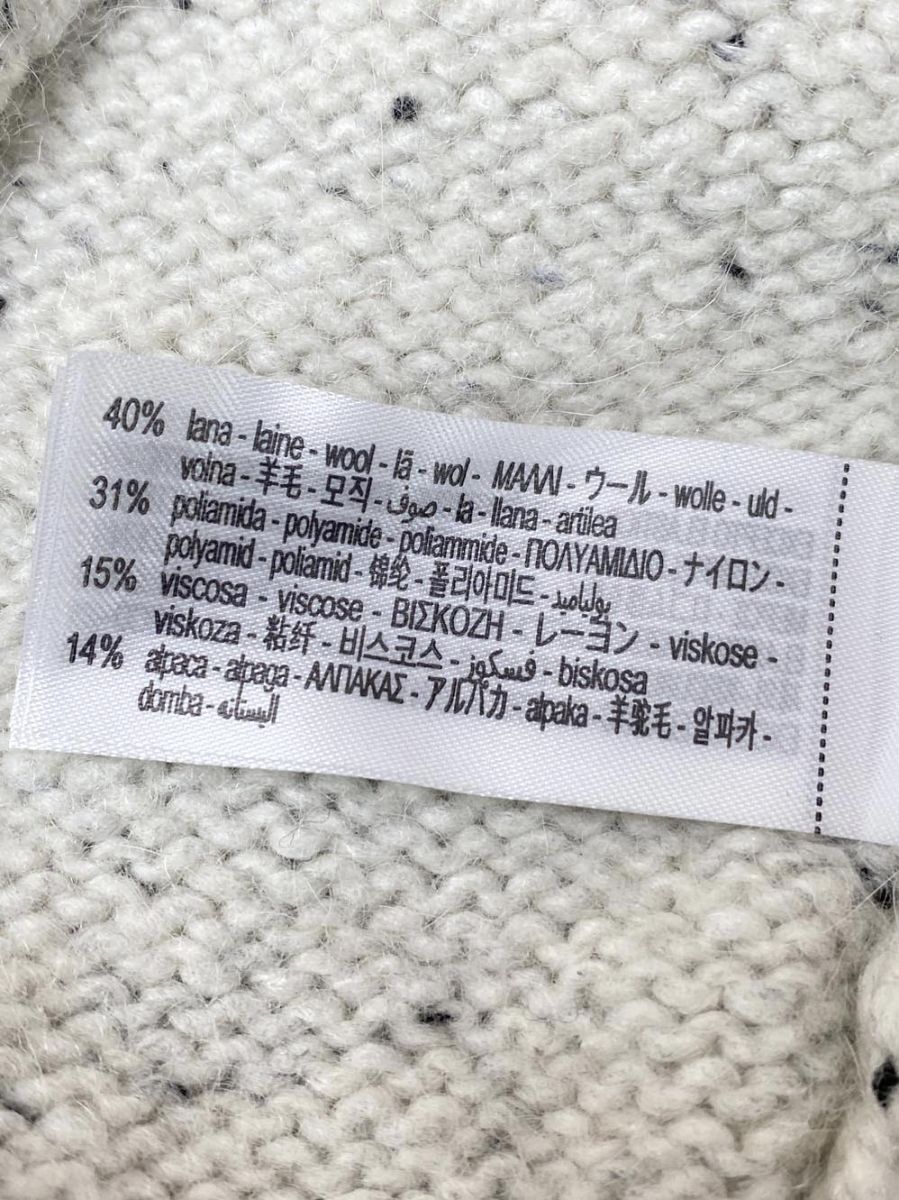 40% lana - laine - wool - lã - wol - ΜΑΛΛΙ - ウール - wolle - uld -
volna - 羊毛 - 모직 - صوف - la - llana - artilea
31% poliamida - polyamide - poliammide - ΠΟΛΥΑΜΙΔΙΟ - ナイロン -
polyamid - poliamid - 锦纶 - 폴리아미드 - بولياميد
15% viscosa - viscose - ΒΙΣΚΟΖΗ - レーヨン - viskose -
viskoza - 粘纤 - 비스코스 - فسكوز - biskosa
14% alpaca - alpaga - ΑΛΠΑΚΑΣ - アルパカ - alpaka - 羊驼毛 - 알파카 -
domba - البستانه